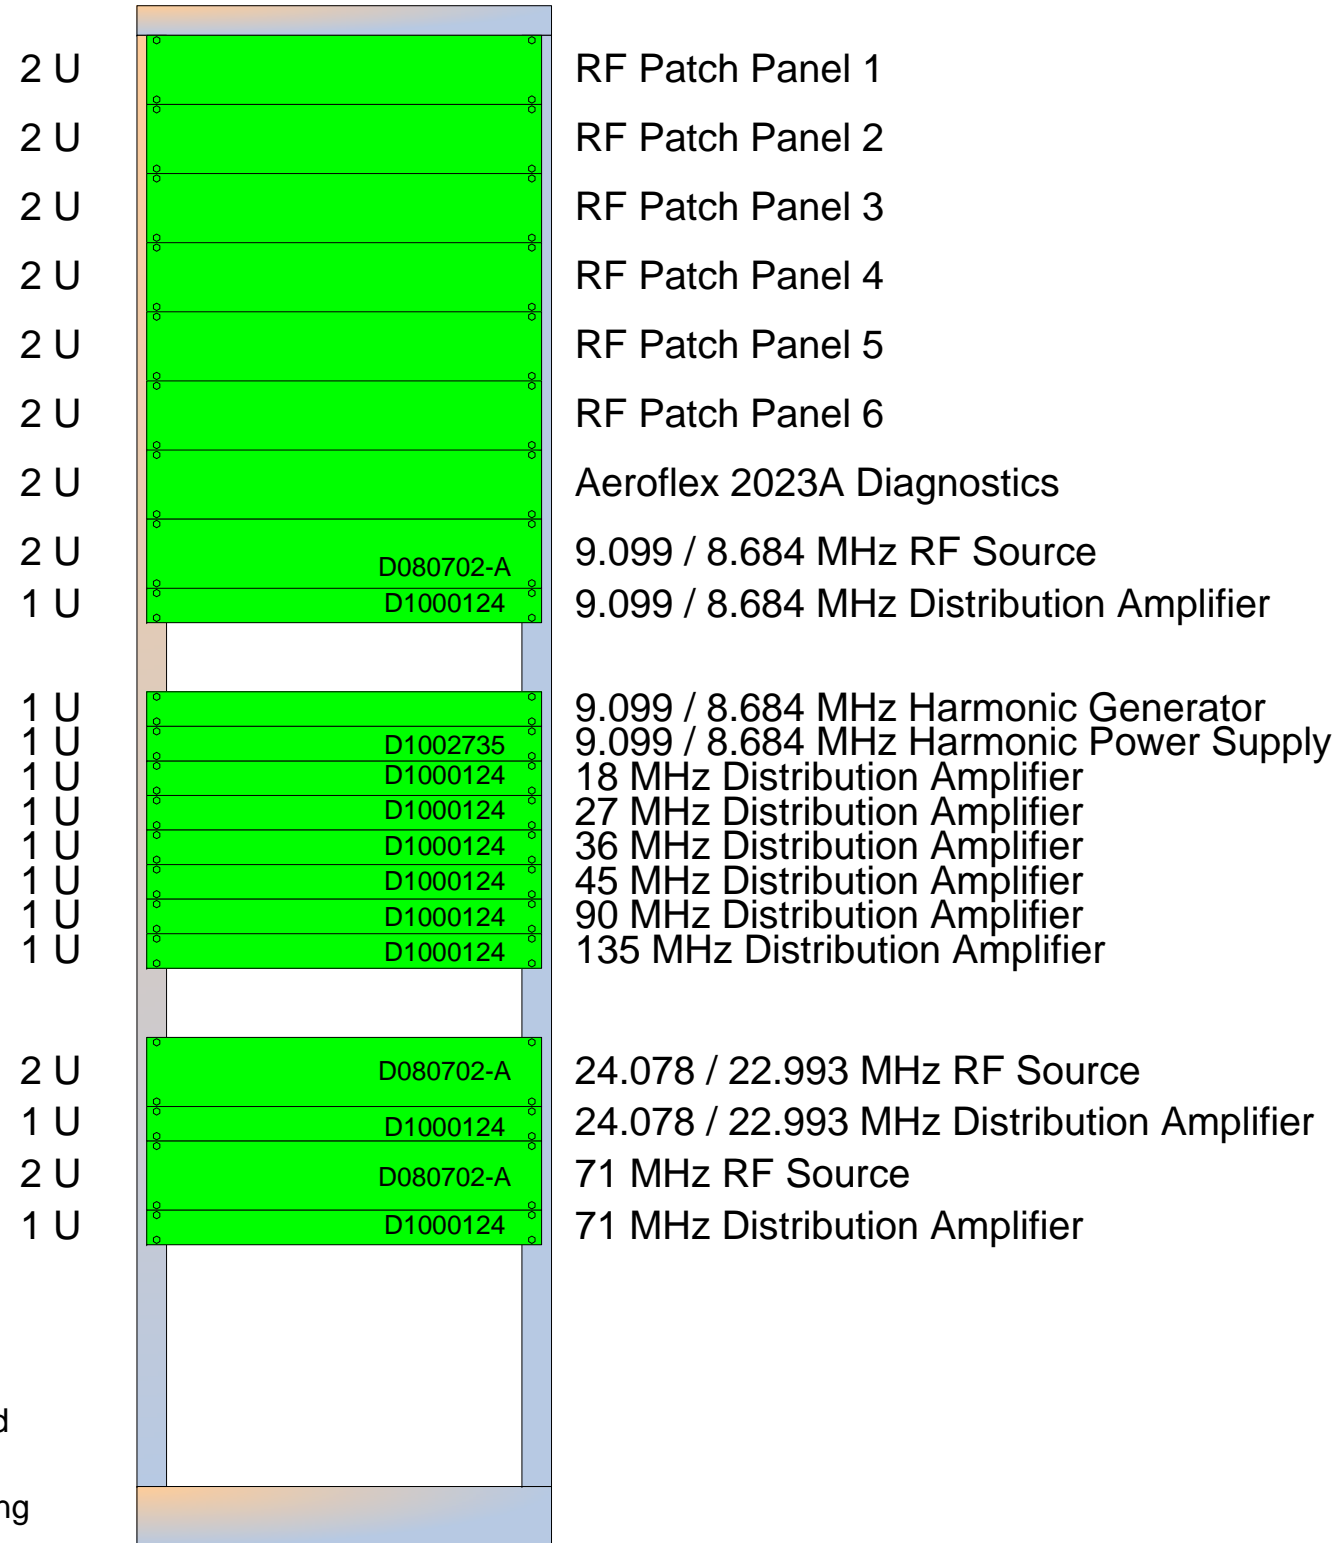 2 U RF Patch Panel 1
2 U RF Patch Panel 2
2 U RF Patch Panel 3
2 U RF Patch Panel 4
2 U RF Patch Panel 5
2 U RF Patch Panel 6
2 U Aeroflex 2023A Diagnostics
2 U D080702-A 9.099 / 8.684 MHz RF Source
1 U D1000124 9.099 / 8.684 MHz Distribution Amplifier
1 U 9.099 / 8.684 MHz Harmonic Generator
1 U D1002735 9.099 / 8.684 MHz Harmonic Power Supply
1 U D1000124 18 MHz Distribution Amplifier
1 U D1000124 27 MHz Distribution Amplifier
1 U D1000124 36 MHz Distribution Amplifier
1 U D1000124 45 MHz Distribution Amplifier
1 U D1000124 90 MHz Distribution Amplifier
1 U D1000124 135 MHz Distribution Amplifier
2 U D080702-A 24.078 / 22.993 MHz RF Source
1 U D1000124 24.078 / 22.993 MHz Distribution Amplifier
2 U D080702-A 71 MHz RF Source
1 U D1000124 71 MHz Distribution Amplifier